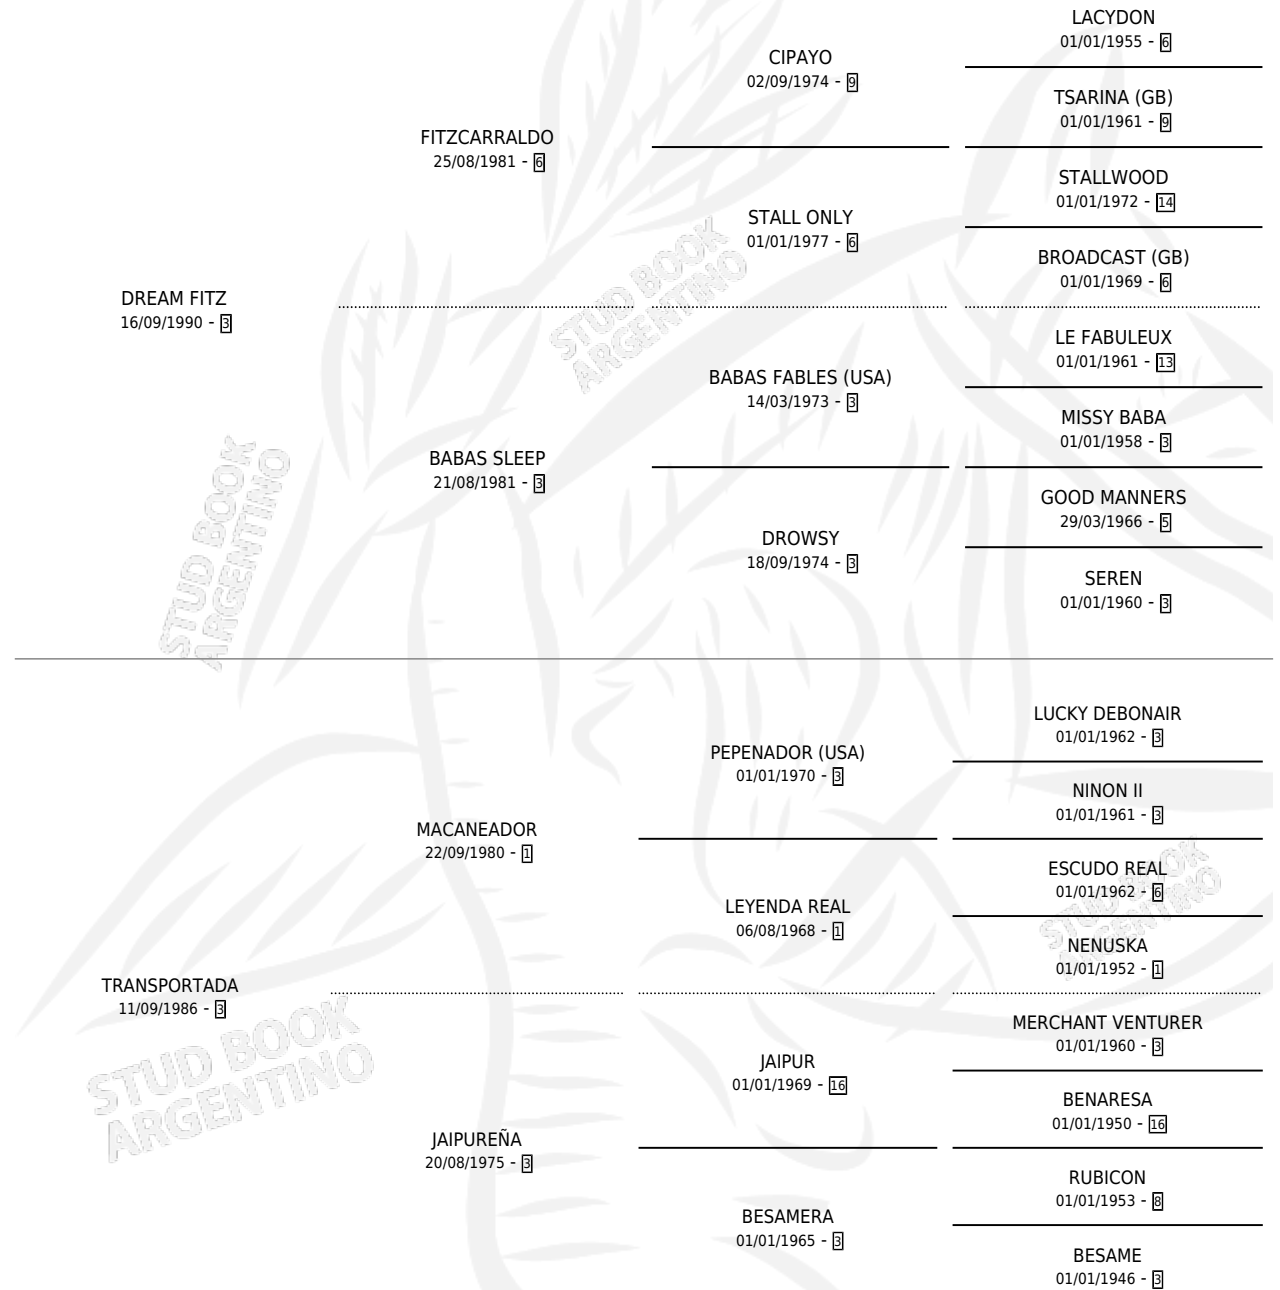 LACYDON
01/01/1955 - 6
CIPAYO
02/09/1974 - 9
TSARINA (GB)
01/01/1961 - 9
FITZCARRALDO
25/08/1981 - 6
STALLWOOD
01/01/1972 - 14
STALL ONLY
01/01/1977 - 6
BROADCAST (GB)
01/01/1969 - 6
DREAM FITZ
16/09/1990 - 3
STUD BOOK
ARGENTINO
LE FABULEUX
01/01/1961 - 13
BABAS FABLES (USA)
14/03/1973 - 3
MISSY BABA
01/01/1958 - 3
BABAS SLEEP
21/08/1981 - 3
GOOD MANNERS
29/03/1966 - 5
DROWSY
18/09/1974 - 3
SEREN
01/01/1960 - 3
STUD BOOK
ARGENTINO
LUCKY DEBONAIR
01/01/1962 - 3
PEPENADOR (USA)
01/01/1970 - 3
NINON II
01/01/1961 - 3
MACANEADOR
22/09/1980 - 1
ESCUDO REAL
01/01/1962 - 6
LEYENDA REAL
06/08/1968 - 1
NENUSKA
01/01/1952 - 1
STUD BOOK
ARGENTINO
TRANSPORTADA
11/09/1986 - 3
MERCHANT VENTURER
01/01/1960 - 3
JAIPUR
01/01/1969 - 16
BENARESA
01/01/1950 - 16
STUD BOOK
ARGENTINO
JAIPUREÑA
20/08/1975 - 3
RUBICON
01/01/1953 - 8
BESAMERA
01/01/1965 - 3
BESAME
01/01/1946 - 3